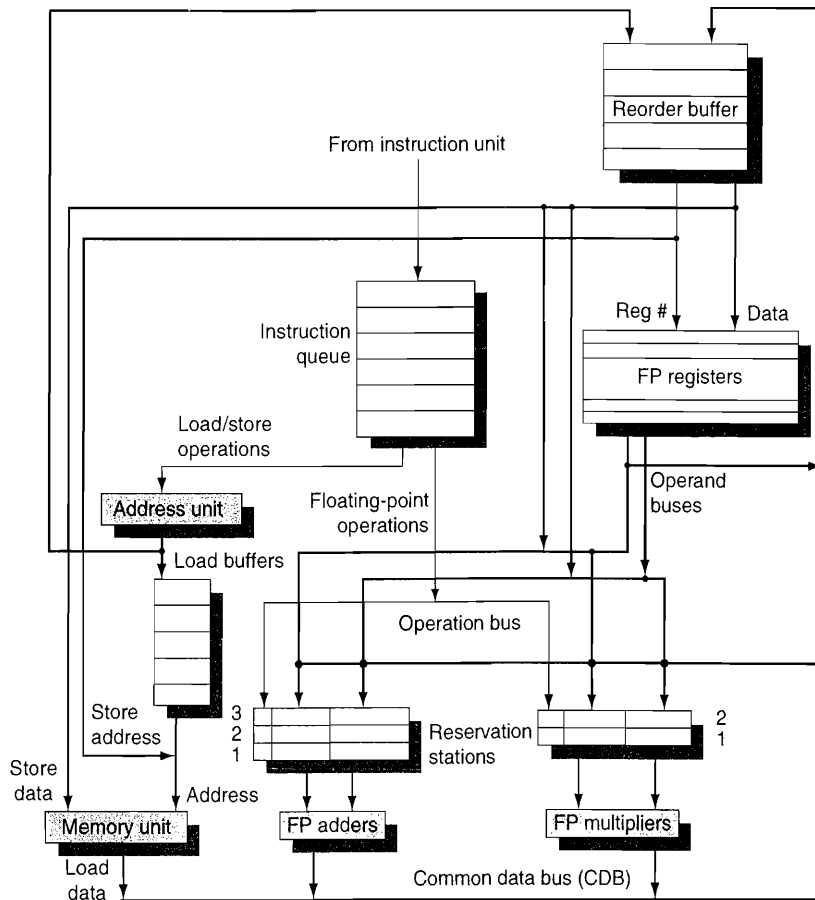 Reorder buffer
From instruction unit
Reg #
Data
Instruction
queue
FP registers
Load/store
operations
Operand
buses
Address unit
Floating-point
operations
Load buffers
Operation bus
3
2
1
Reservation
stations
2
1
Store
address
Store
data
Address
Memory unit
FP adders
FP multipliers
Load
data
Common data bus (CDB)